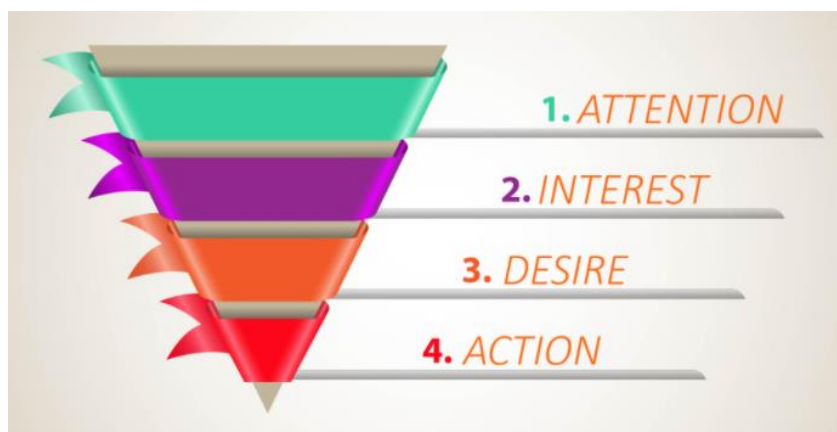 1. ATTENTION
2. INTEREST
3. DESIRE
4. ACTION